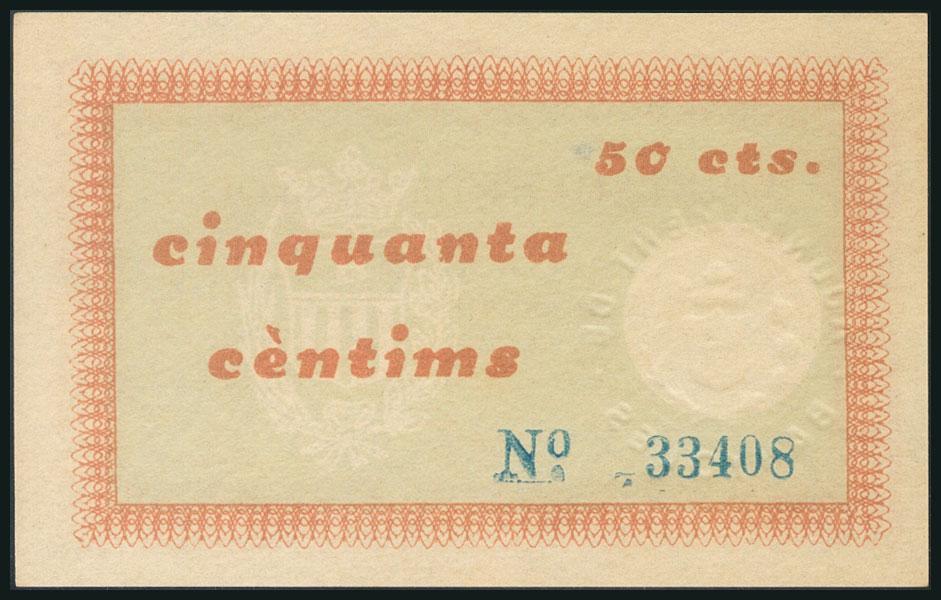 50 cts.
cinquanta
cèntims
Nº 33408